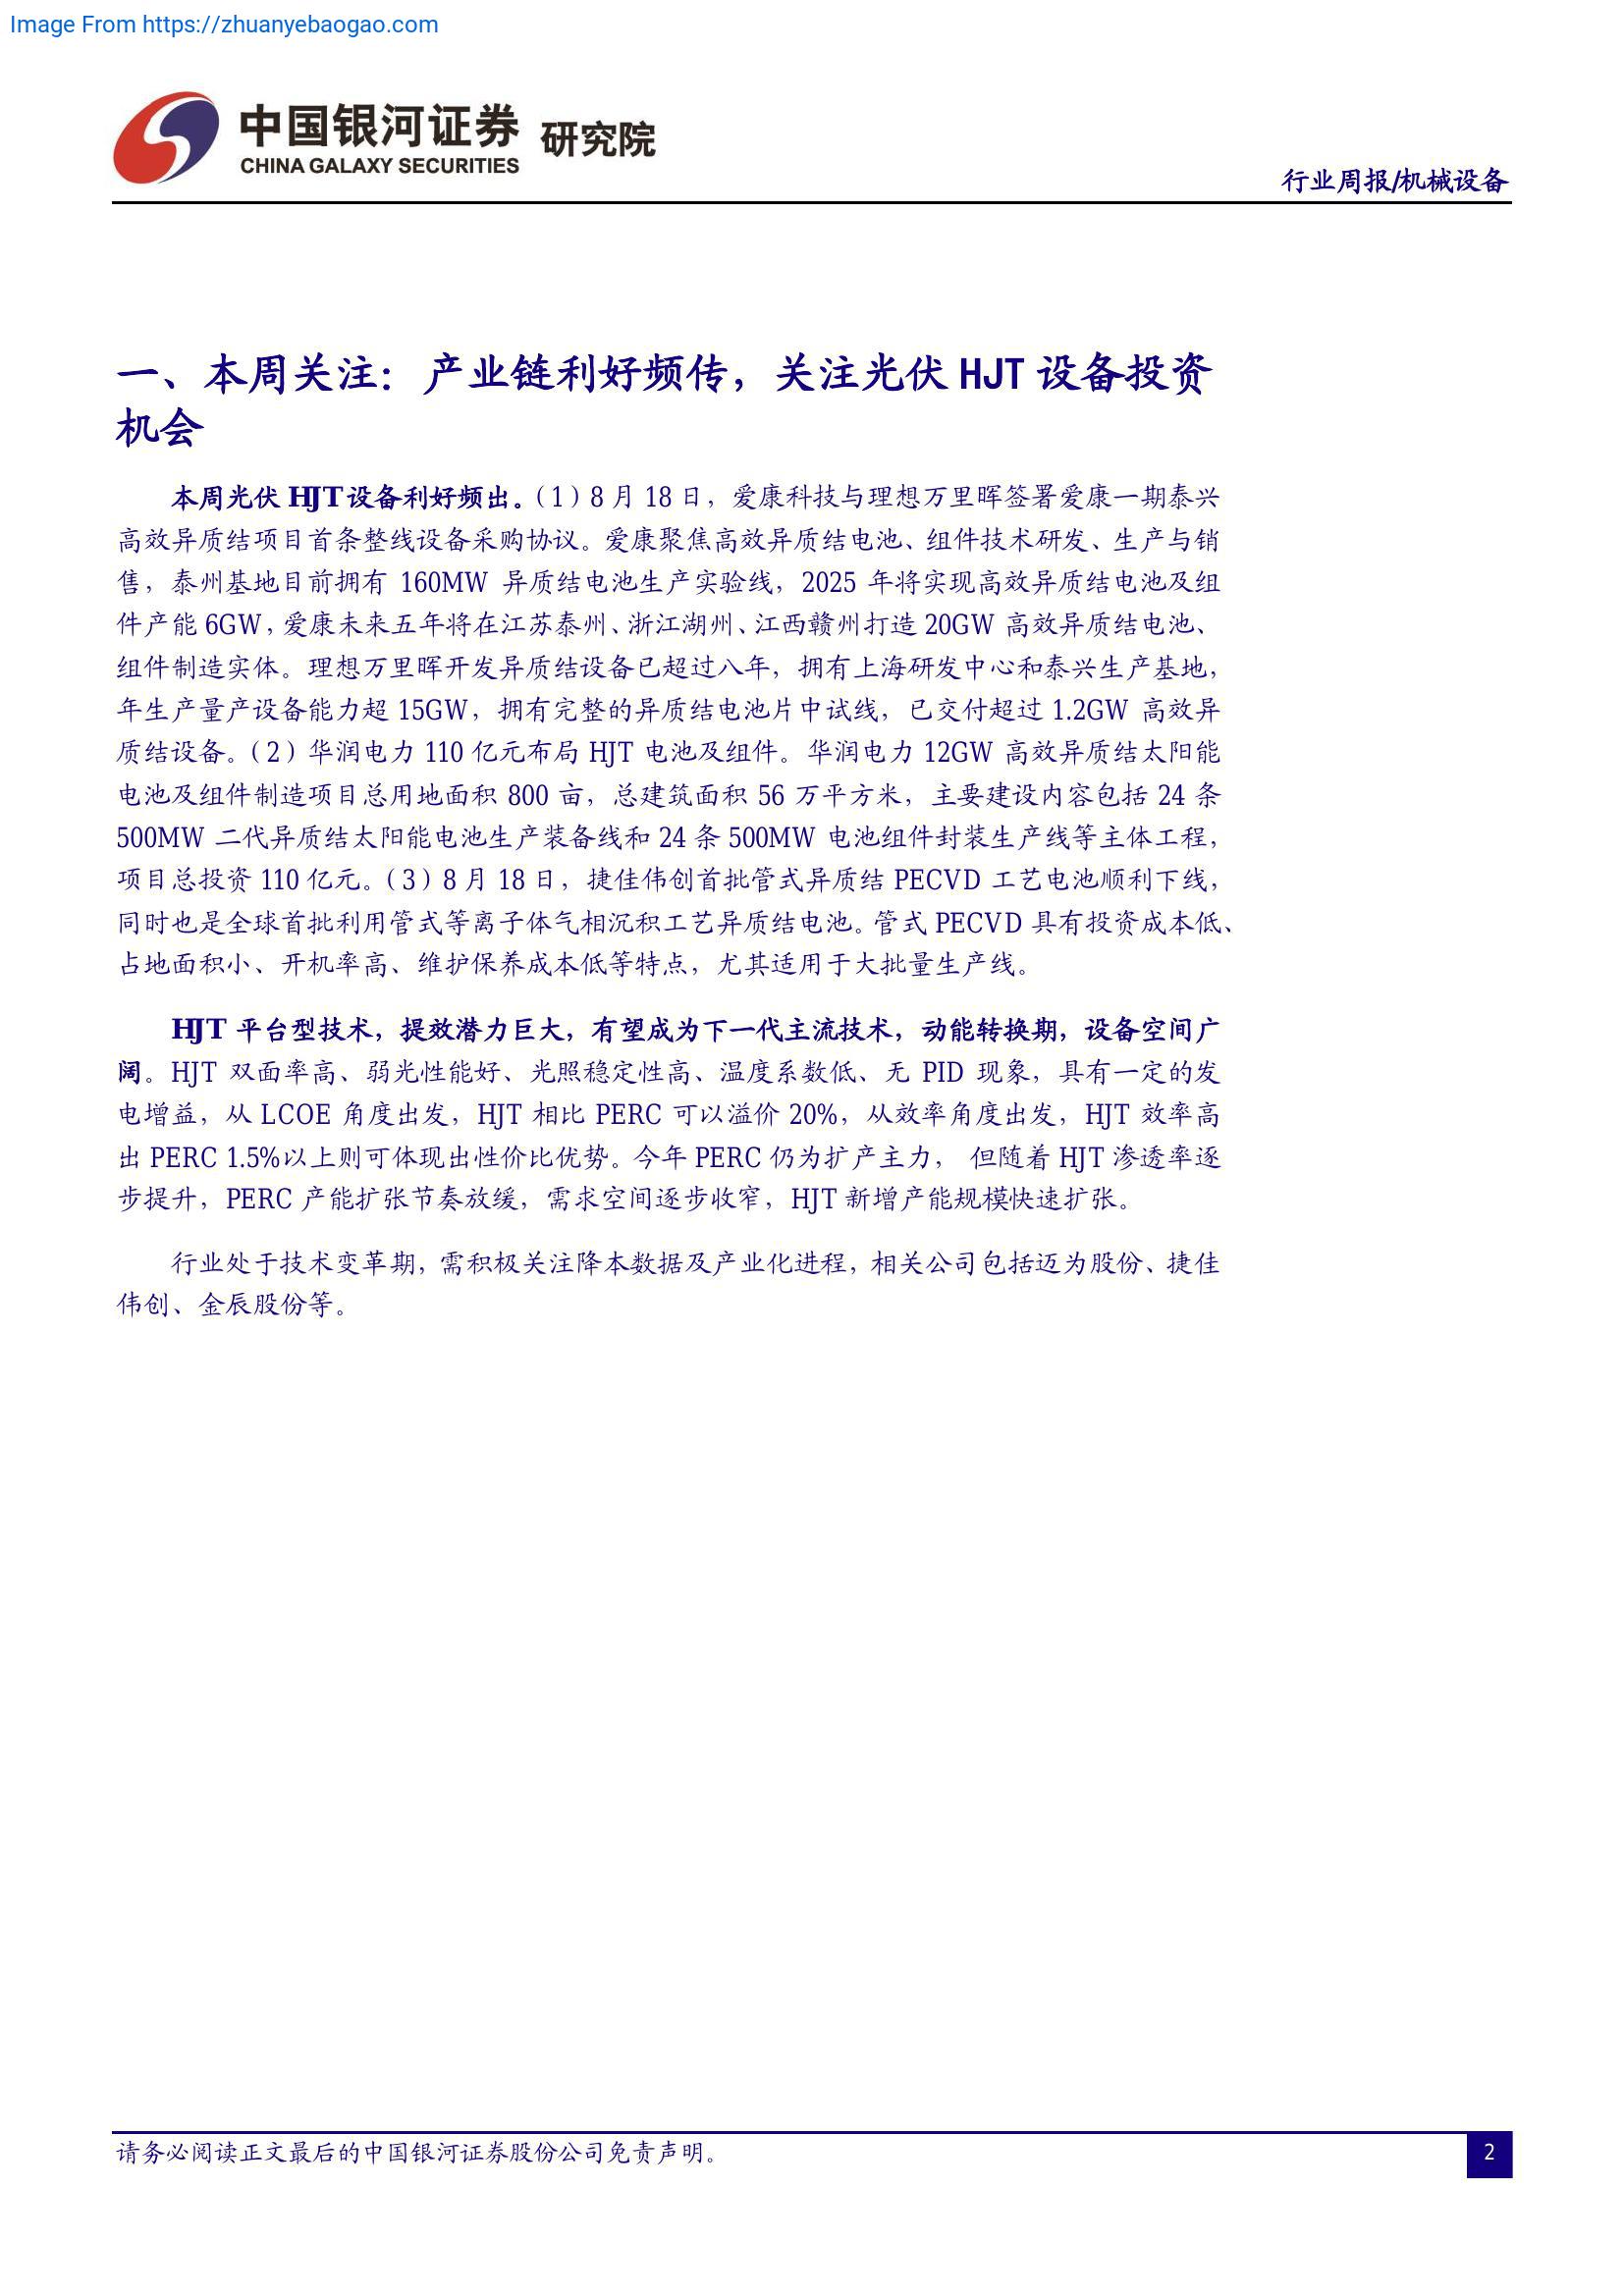 Image From https://zhuanyebaogao.com
中国银河证券 研究院
CHINA GALAXY SECURITIES
行业周报/机械设备
一、本周关注：产业链利好频传，关注光伏 HJT 设备投资
机会
本周光伏 HJT 设备利好频出。（1）8 月 18 日，爱康科技与理想万里晖签署爱康一期泰兴
高效异质结项目首条整线设备采购协议。爱康聚焦高效异质结电池、组件技术研发、生产与销
售，泰州基地目前拥有 160MW 异质结电池生产实验线，2025 年将实现高效异质结电池及组
件产能 6GW，爱康未来五年将在江苏泰州、浙江湖州、江西赣州打造 20GW 高效异质结电池、
组件制造实体。理想万里晖开发异质结设备已超过八年，拥有上海研发中心和泰兴生产基地，
年生产量产设备能力超 15GW，拥有完整的异质结电池片中试线，已交付超过 1.2GW 高效异
质结设备。（2）华润电力 110 亿元布局 HJT 电池及组件。华润电力 12GW 高效异质结太阳能
电池及组件制造项目总用地面积 800 亩，总建筑面积 56 万平方米，主要建设内容包括 24 条
500MW 二代异质结太阳能电池生产装备线和 24 条 500MW 电池组件封装生产线等主体工程，
项目总投资 110 亿元。（3）8 月 18 日，捷佳伟创首批管式异质结 PECVD 工艺电池顺利下线，
同时也是全球首批利用管式等离子体气相沉积工艺异质结电池。管式 PECVD 具有投资成本低、
占地面积小、开机率高、维护保养成本低等特点，尤其适用于大批量生产线。
HJT 平台型技术，提效潜力巨大，有望成为下一代主流技术，动能转换期，设备空间广
阔。HJT 双面率高、弱光性能好、光照稳定性高、温度系数低、无 PID 现象，具有一定的发
电增益，从 LCOE 角度出发，HJT 相比 PERC 可以溢价 20%，从效率角度出发，HJT 效率高
出 PERC 1.5%以上则可体现出性价比优势。今年 PERC 仍为扩产主力， 但随着 HJT 渗透率逐
步提升，PERC 产能扩张节奏放缓，需求空间逐步收窄，HJT 新增产能规模快速扩张。
行业处于技术变革期，需积极关注降本数据及产业化进程，相关公司包括迈为股份、捷佳
伟创、金辰股份等。
请务必阅读正文最后的中国银河证券股份公司免责声明。
2